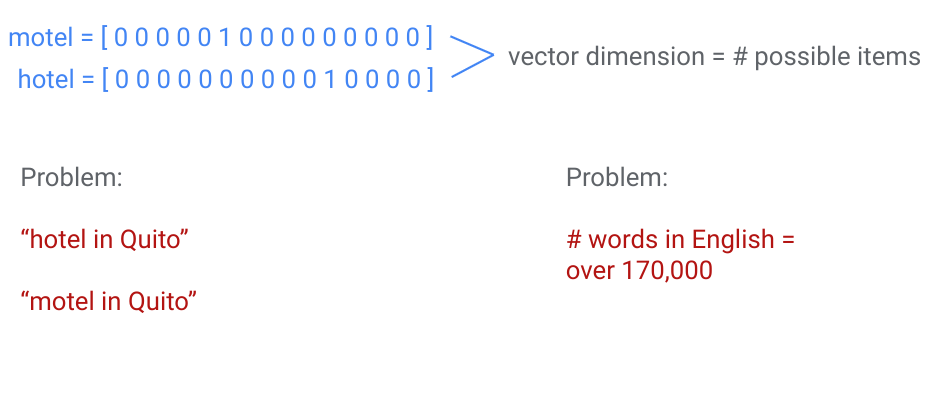 motel = [ 0 0 0 0 0 1 0 0 0 0 0 0 0 0 0 ]
hotel = [ 0 0 0 0 0 0 0 0 0 0 1 0 0 0 0 ]
vector dimension = # possible items
Problem:
“hotel in Quito”
“motel in Quito”
Problem:
# words in English =
over 170,000